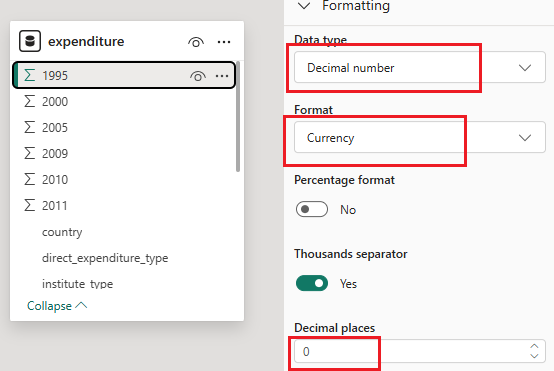 expenditure
1995
2000
2005
2009
2010
2011
country
direct_expenditure_type
institute_type
Collapse
Formatting
Data type
Decimal number
Format
Currency
Percentage format
No
Thousands separator
Yes
Decimal places
0